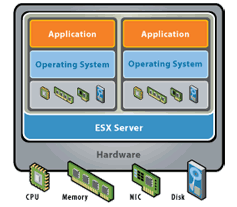 Application Application
Operating System Operating System
ESX Server
Hardware
CPU Memory NIC Disk